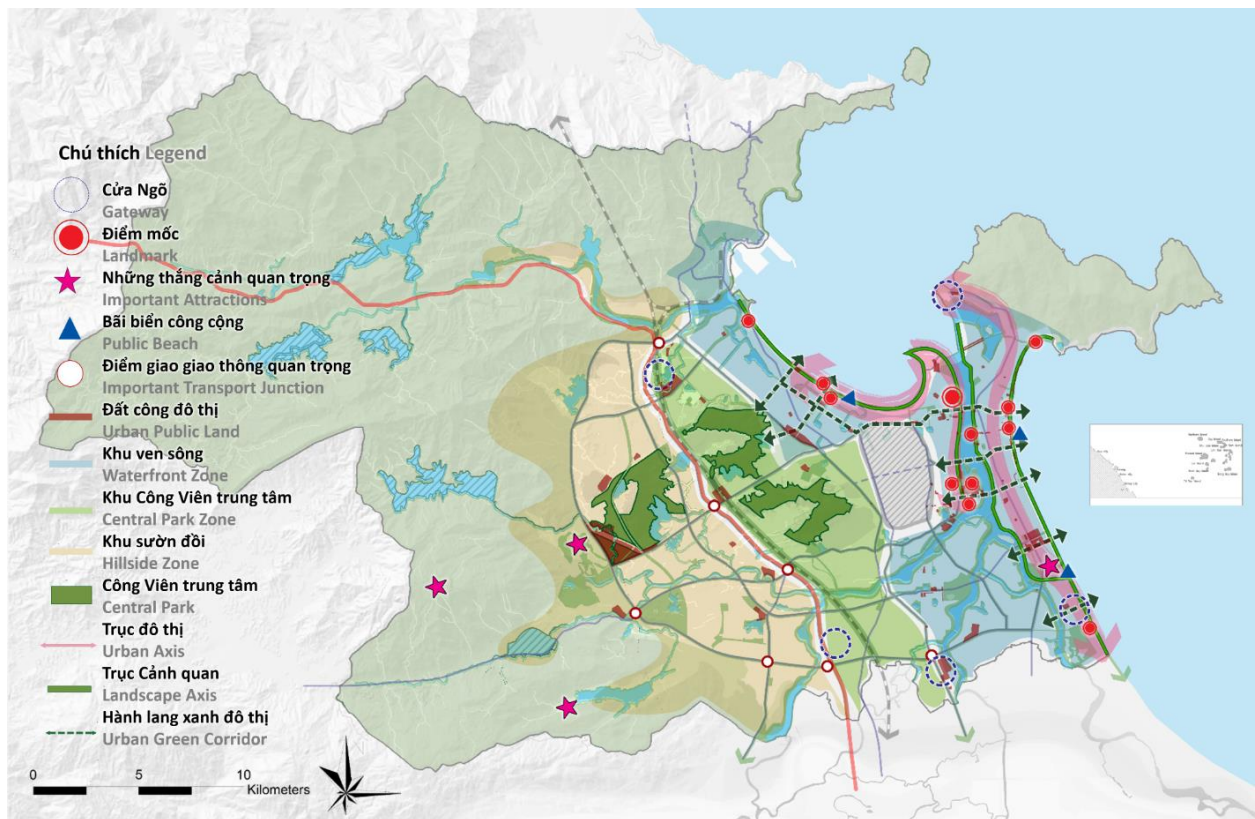 Chú thích Legend
Cửa Ngõ
Gateway
Điểm mốc
Landmark
Những thắng cảnh quan trọng
Important Attractions
Bãi biển công cộng
Public Beach
Điểm giao giao thông quan trọng
Important Transport Junction
Đất công đô thị
Urban Public Land
Khu ven sông
Waterfront Zone
Khu Công Viên trung tâm
Central Park Zone
Khu sườn đồi
Hillside Zone
Công Viên trung tâm
Central Park
Trục đô thị
Urban Axis
Trục Cảnh quan
Landscape Axis
Hành lang xanh đô thị
Urban Green Corridor
0 5 10
Kilometers